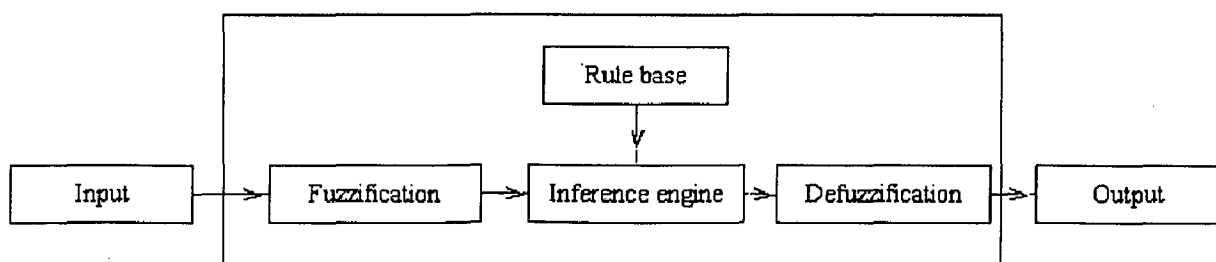 Rule base
Input
Fuzzification
Inference engine
Defuzzification
Output